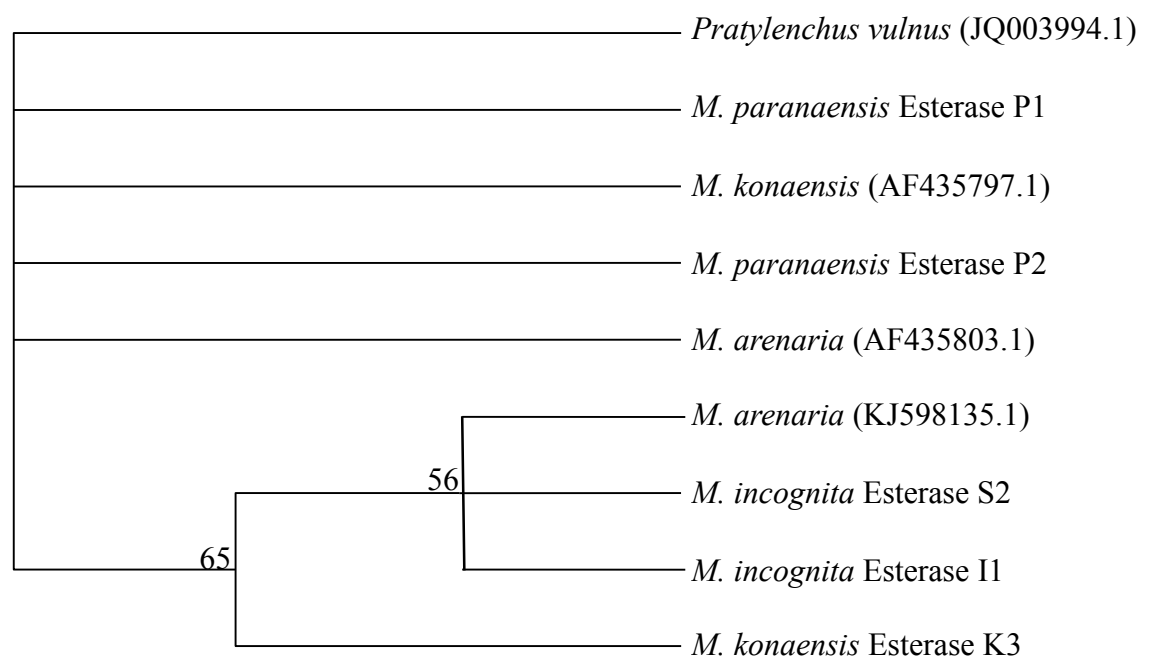 Pratylenchus vulnus (JQ003994.1)
M. paranaensis Esterase P1
M. konaensis (AF435797.1)
M. paranaensis Esterase P2
M. arenaria (AF435803.1)
M. arenaria (KJ598135.1)
56
M. incognita Esterase S2
65
M. incognita Esterase I1
M. konaensis Esterase K3